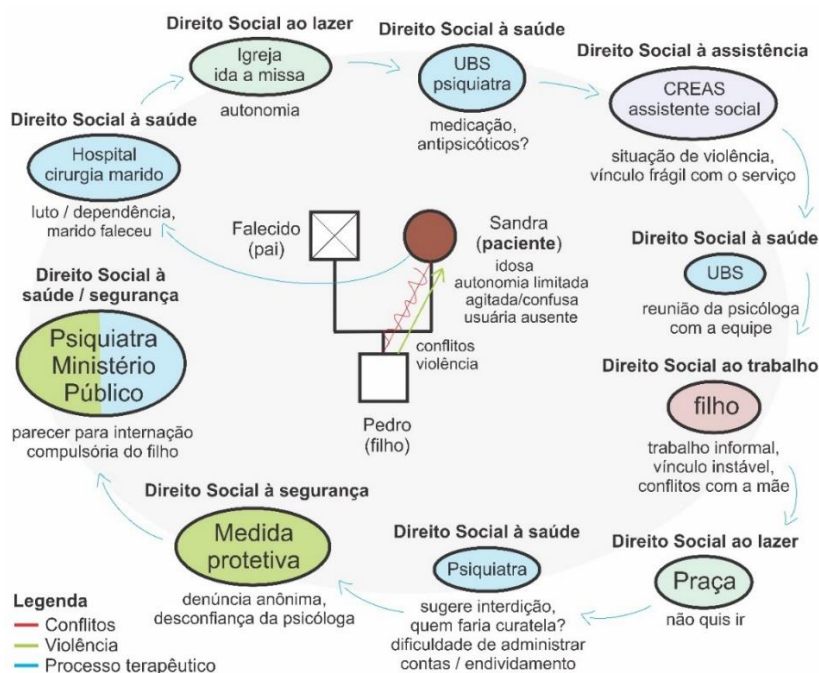 Direito Social ao lazer
Igreja
ida a missa
autonomia
Direito Social à saúde
UBS
psiquiatra
medicação,
antipsicóticos?
Direito Social à assistência
CREAS
assistente social
situação de violência,
vínculo frágil com o serviço
Direito Social à saúde
UBS
reunião da psicóloga
com a equipe
Direito Social ao trabalho
filho
trabalho informal,
vínculo instável,
conflitos com a mãe
Direito Social ao lazer
Praça
não quis ir
Direito Social à saúde
Psiquiatra
sugere interdição,
quem faria curatela?
dificuldade de administrar
contas / endividamento
Direito Social à segurança
Medida
protetiva
denúncia anônima,
desconfiança da psicóloga
Direito Social à
saúde / segurança
Psiquiatra
Ministério
Público
parecer para internação
compulsória do filho
Direito Social à saúde
Hospital
cirurgia marido
luto / dependência,
marido faleceu
Falecido
(pai)
Sandra
(paciente)
idosa
autonomia limitada
agitada/confusa
usuária ausente
conflitos
violência
Pedro
(filho)
Legenda
Conflitos
Violência
Processo terapêutico